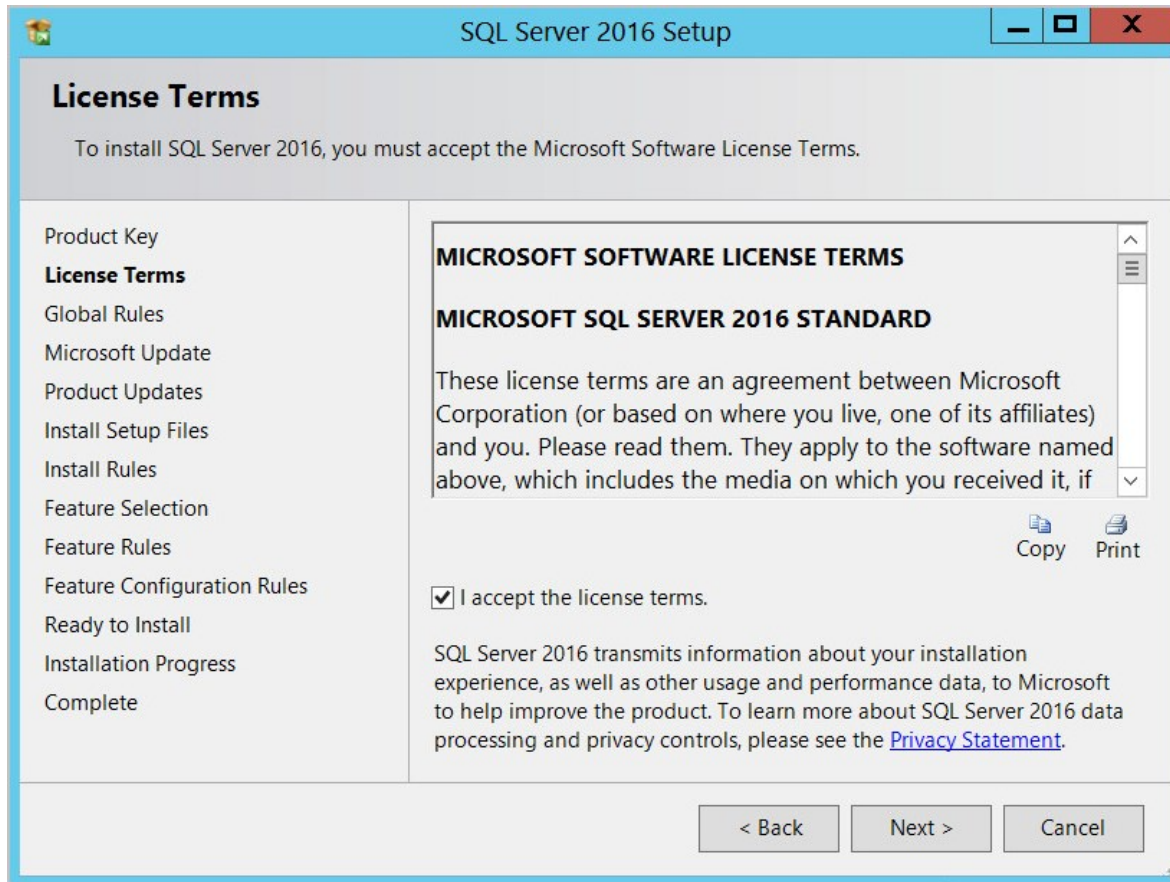 SQL Server 2016 Setup
License Terms
To install SQL Server 2016, you must accept the Microsoft Software License Terms.
Product Key
License Terms
Global Rules
Microsoft Update
Product Updates
Install Setup Files
Install Rules
Feature Selection
Feature Rules
Feature Configuration Rules
Ready to Install
Installation Progress
Complete
MICROSOFT SOFTWARE LICENSE TERMS
MICROSOFT SQL SERVER 2016 STANDARD
These license terms are an agreement between Microsoft
Corporation (or based on where you live, one of its affiliates)
and you. Please read them. They apply to the software named
above, which includes the media on which you received it, if
Copy Print
I accept the license terms.
SQL Server 2016 transmits information about your installation
experience, as well as other usage and performance data, to Microsoft
to help improve the product. To learn more about SQL Server 2016 data
processing and privacy controls, please see the Privacy Statement.
< Back Next > Cancel